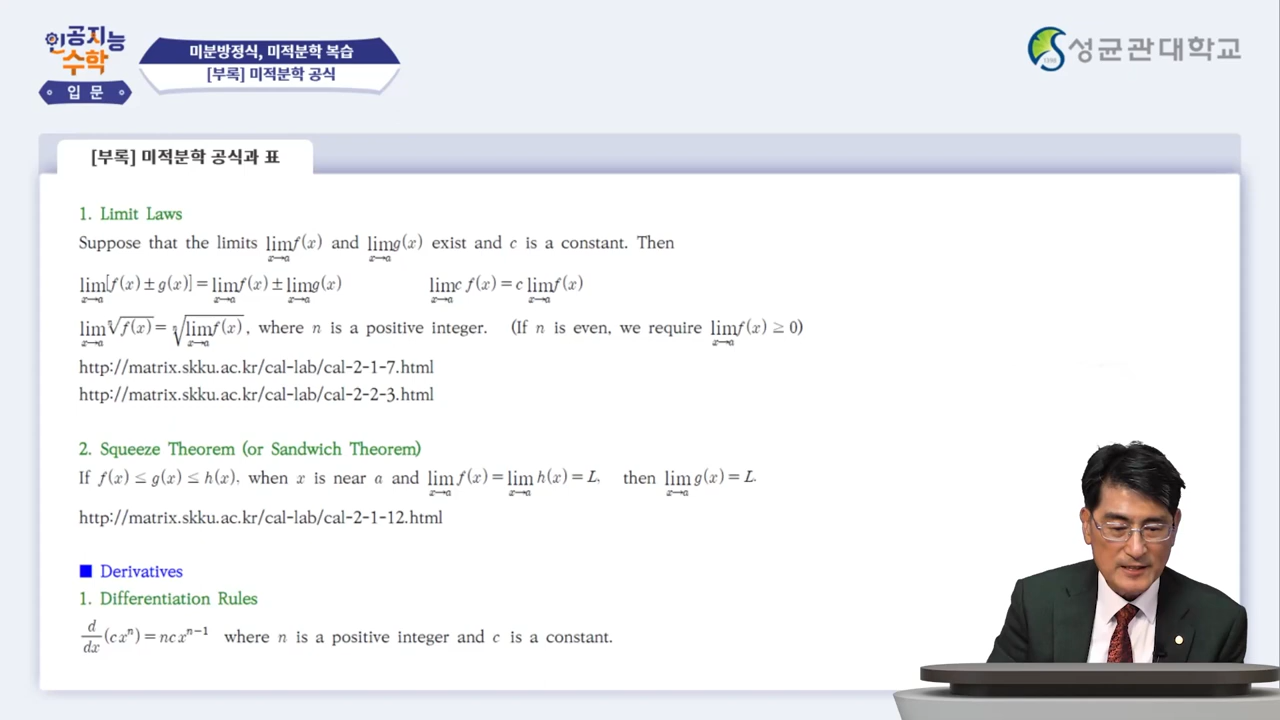 인공지능
수학
입문
미분방정식, 미적분학 복습
[부록] 미적분학 공식
성균관대학교
[부록] 미적분학 공식과 표
1. Limit Laws
Suppose that the limits lim_{x→a} f(x) and lim_{x→a} g(x) exist and c is a constant. Then
lim_{x→a}[f(x) ± g(x)] = lim_{x→a} f(x) ± lim_{x→a} g(x) lim_{x→a} c f(x) = c lim_{x→a} f(x)
lim_{x→a} ⁿ√f(x) = ⁿ√lim_{x→a} f(x), where n is a positive integer. (If n is even, we require lim_{x→a} f(x) ≥ 0)
http://matrix.skku.ac.kr/cal-lab/cal-2-1-7.html
http://matrix.skku.ac.kr/cal-lab/cal-2-2-3.html
2. Squeeze Theorem (or Sandwich Theorem)
If f(x) ≤ g(x) ≤ h(x), when x is near a and lim_{x→a} f(x) = lim_{x→a} h(x) = L, then lim_{x→a} g(x) = L.
http://matrix.skku.ac.kr/cal-lab/cal-2-1-12.html
■ Derivatives
1. Differentiation Rules
d/dx (cxⁿ) = ncxⁿ⁻¹ where n is a positive integer and c is a constant.